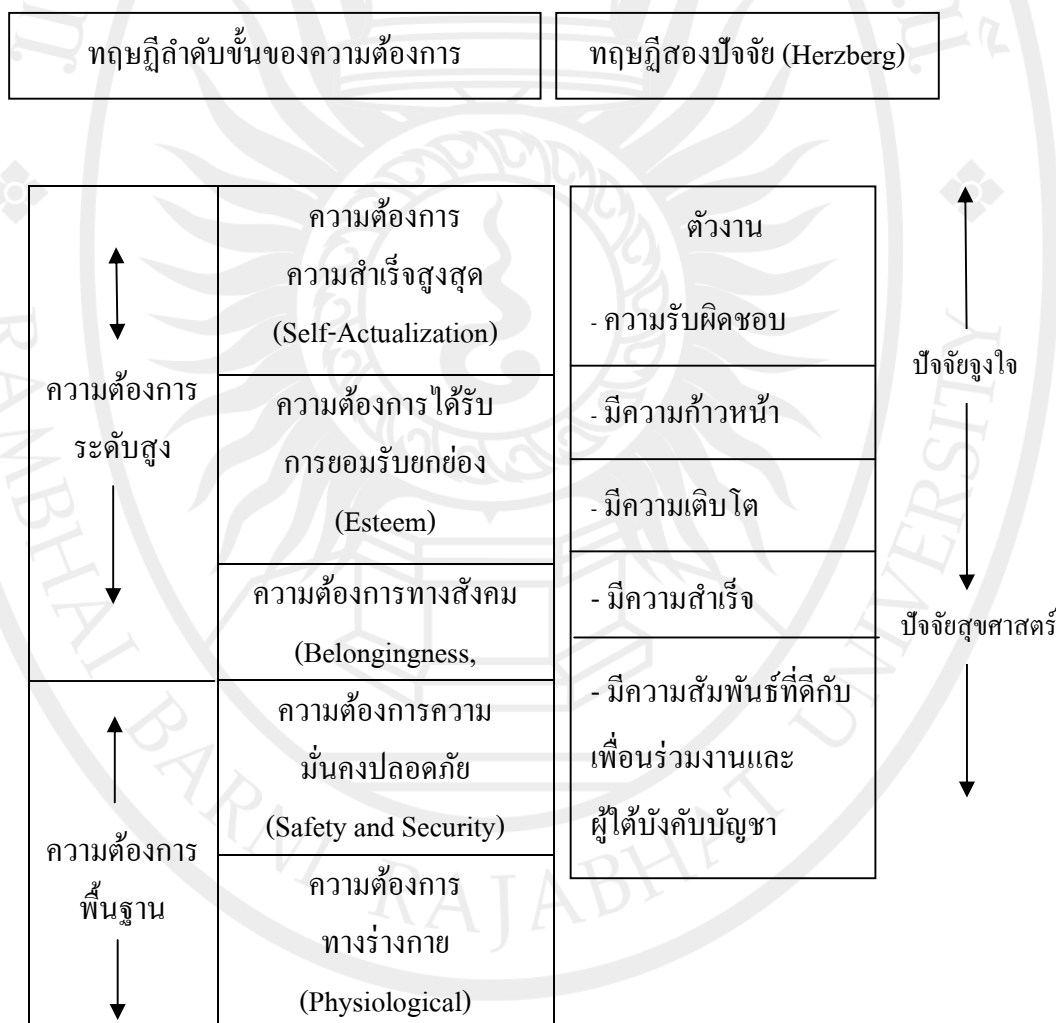 ทฤษฎีลำดับขั้นของความต้องการ
ทฤษฎีสองปัจจัย (Herzberg)
ความต้องการ
ระดับสูง
ความต้องการ
ความสำเร็จสูงสุด
(Self-Actualization)
ความต้องการได้รับ
การยอมรับยกย่อง
(Esteem)
ความต้องการทางสังคม
(Belongingness,
ความต้องการ
พื้นฐาน
ความต้องการความ
มั่นคงปลอดภัย
(Safety and Security)
ความต้องการ
ทางร่างกาย
(Physiological)
ตัวงาน
- ความรับผิดชอบ
- มีความก้าวหน้า
- มีความเติบโต
- มีความสำเร็จ
- มีความสัมพันธ์ที่ดีกับ
เพื่อนร่วมงานและ
ผู้ใต้บังคับบัญชา
ปัจจัยจูงใจ
ปัจจัยสุขศาสตร์
RAMBHAI BARNI RAJABHAT UNIVERSITY